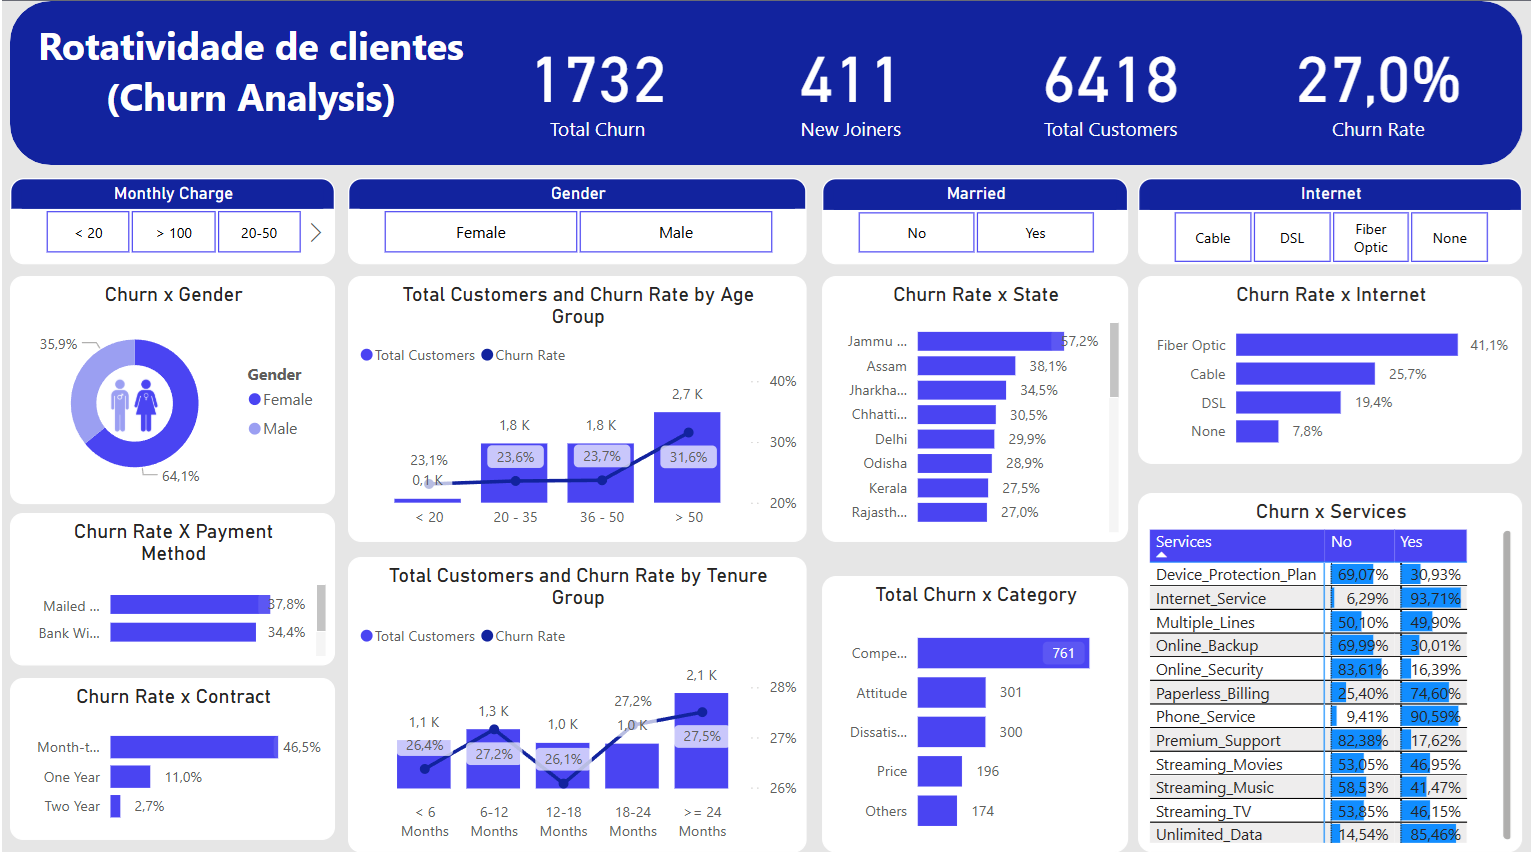 Rotatividade de clientes
(Churn Analysis)
1732
Total Churn
411
New Joiners
6418
Total Customers
27,0%
Churn Rate
Monthly Charge
< 20
> 100
20-50
Gender
Female
Male
Married
No
Yes
Internet
Cable
DSL
Fiber
Optic
None
Churn x Gender
35,9%
64,1%
Gender
Female
Male
Total Customers and Churn Rate by Age
Group
Total Customers
Churn Rate
40%
30%
20%
23,1%
0,1 K
1,8 K
23,6%
1,8 K
23,7%
2,7 K
31,6%
< 20
20 - 35
36 - 50
> 50
Churn Rate x State
Jammu ... 57,2%
Assam 38,1%
Jharkha... 34,5%
Chhatti... 30,5%
Delhi 29,9%
Odisha 28,9%
Kerala 27,5%
Rajasth... 27,0%
Churn Rate x Internet
Fiber Optic 41,1%
Cable 25,7%
DSL 19,4%
None 7,8%
Churn Rate X Payment
Method
Mailed ... 37,8%
Bank Wi... 34,4%
Churn Rate x Contract
Month-t... 46,5%
One Year 11,0%
Two Year 2,7%
Total Customers and Churn Rate by Tenure
Group
Total Customers
Churn Rate
28%
27%
26%
1,1 K
26,4%
1,3 K
27,2%
1,0 K
26,1%
27,2%
1,0 K
2,1 K
27,5%
< 6
Months
6-12
Months
12-18
Months
18-24
Months
>= 24
Months
Total Churn x Category
Compe... 761
Attitude 301
Dissatis... 300
Price 196
Others 174
Churn x Services
Services No Yes
Device_Protection_Plan 69,07% 30,93%
Internet_Service 6,29% 93,71%
Multiple_Lines 50,10% 49,90%
Online_Backup 69,99% 30,01%
Online_Security 83,61% 16,39%
Paperless_Billing 25,40% 74,60%
Phone_Service 9,41% 90,59%
Premium_Support 82,38% 17,62%
Streaming_Movies 53,05% 46,95%
Streaming_Music 58,53% 41,47%
Streaming_TV 53,85% 46,15%
Unlimited_Data 14,54% 85,46%